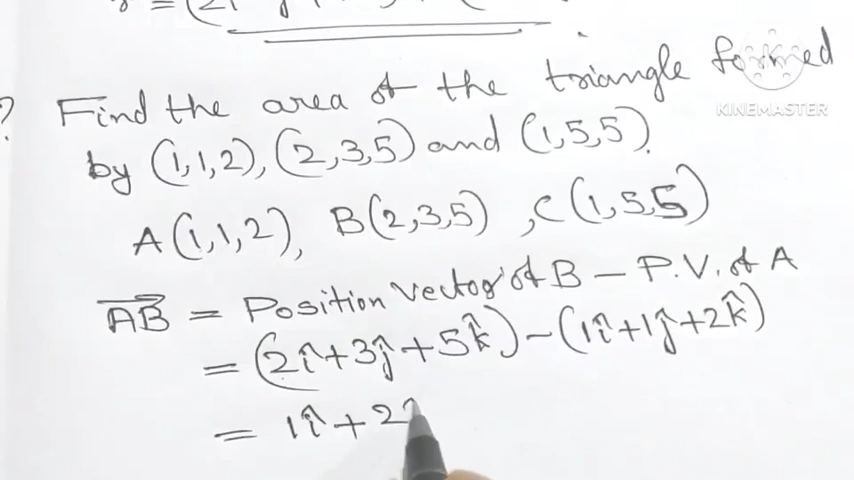 Find the area of the triangle formed
by (1,1,2), (2,3,5) and (1,5,5).
A(1,1,2), B(2,3,5), C(1,5,5)
AB = Position Vector of B - P.V. of A
= (2î+3ĵ+5k̂) - (1î+1ĵ+2k̂)
= 1î+2
KINEMASTER